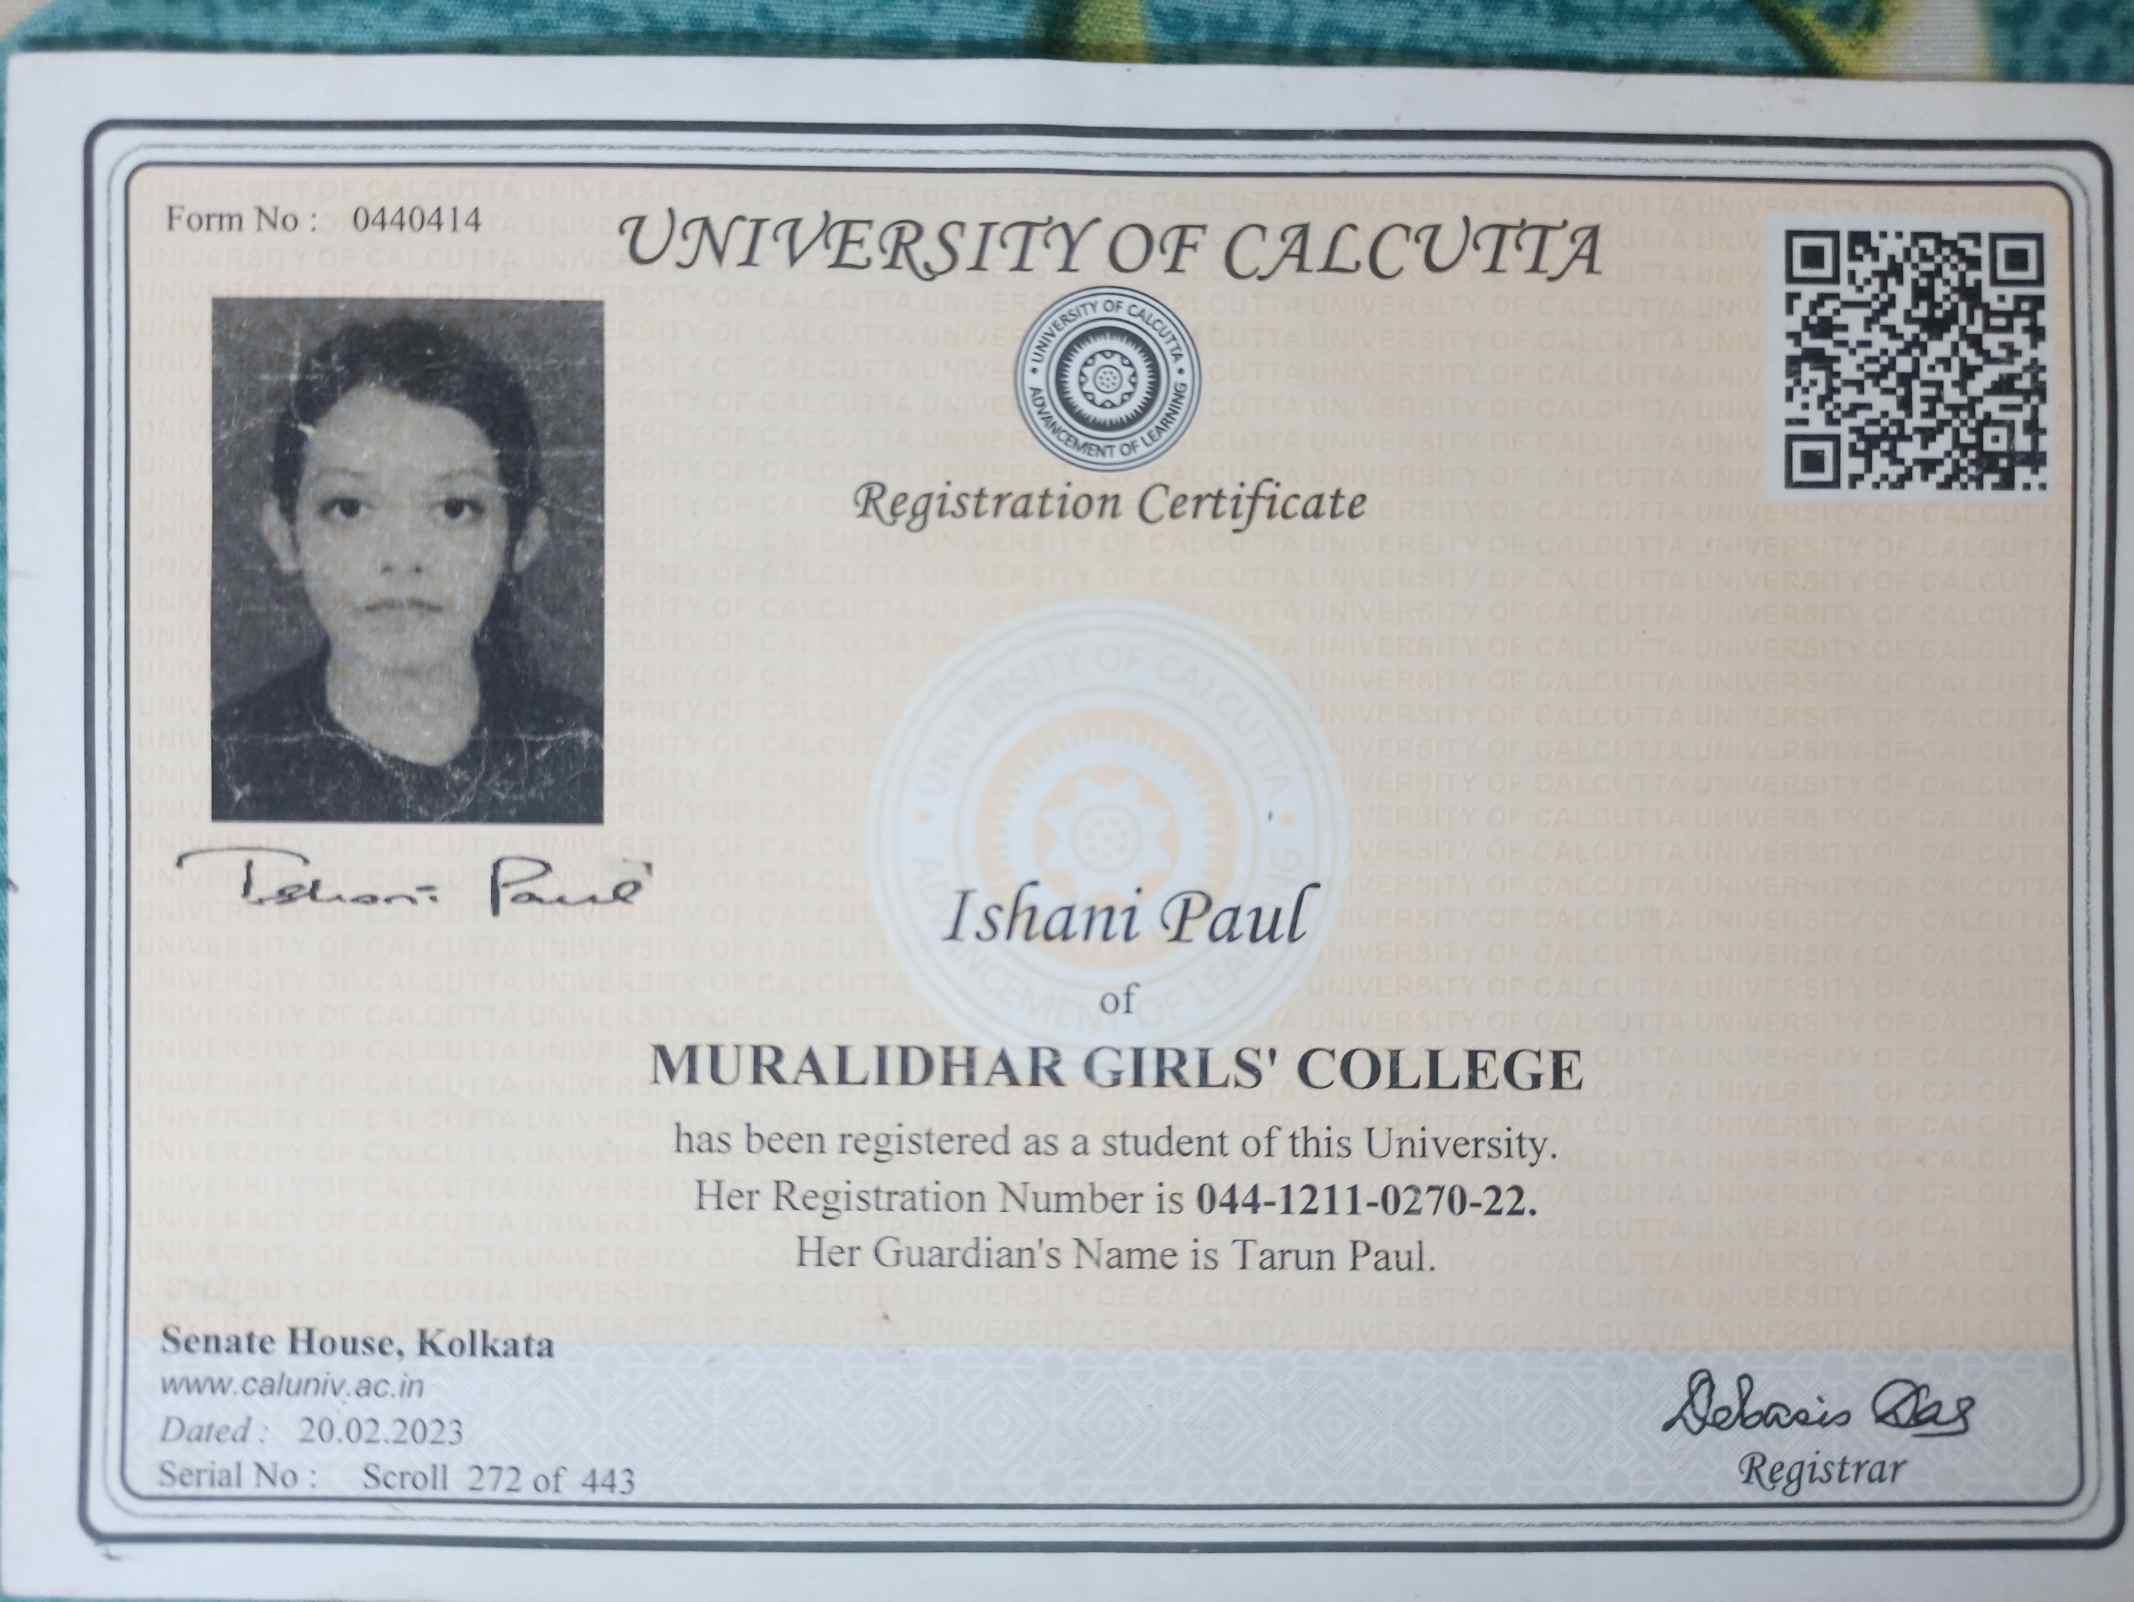 Form No : 0440414
UNIVERSITY OF CALCUTTA
UNIVERSITY OF CALCUTTA
ADVANCEMENT OF LEARNING
Registration Certificate
Ishani Paul
Ishani Paul
of
MURALIDHAR GIRLS' COLLEGE
has been registered as a student of this University.
Her Registration Number is 044-1211-0270-22.
Her Guardian's Name is Tarun Paul.
Senate House, Kolkata
www.caluniv.ac.in
Dated : 20.02.2023
Serial No : Scroll 272 of 443
Debasis Das
Registrar